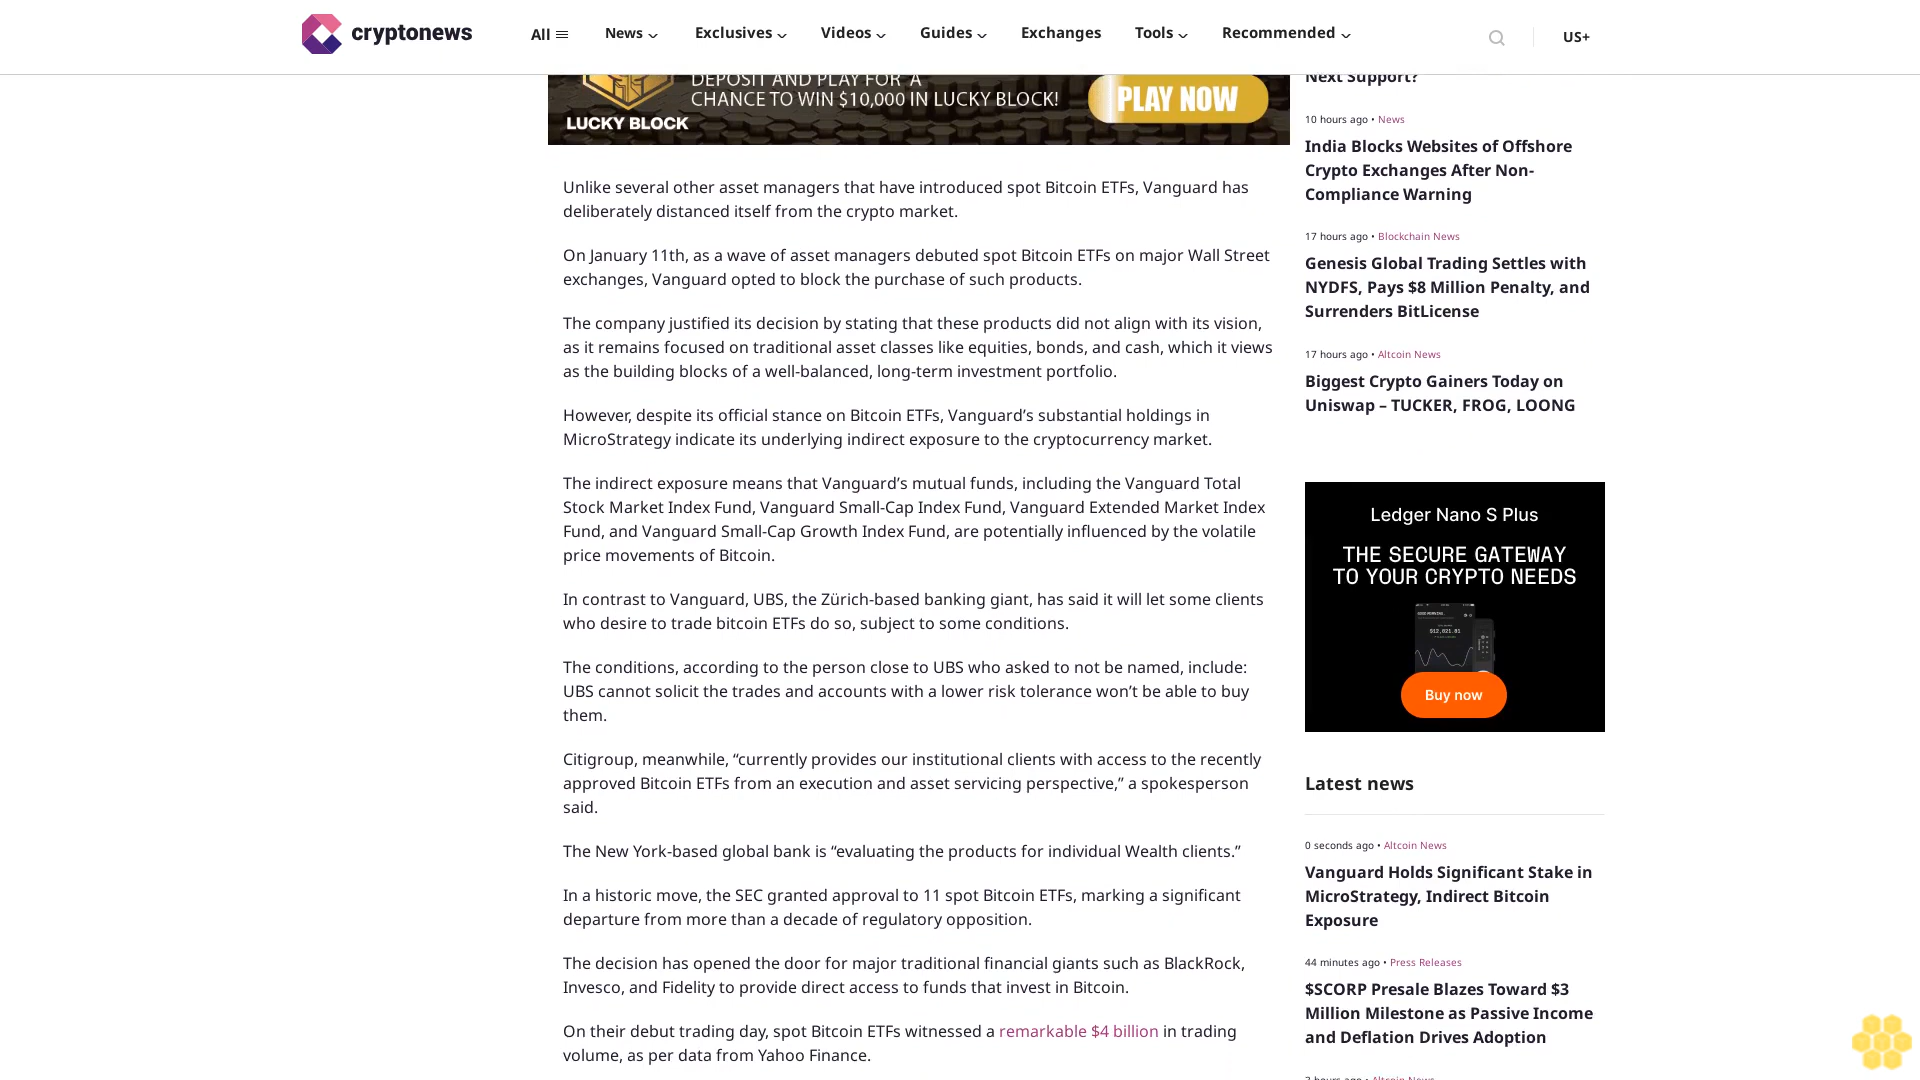 cryptonews
All
News
Exclusives
Videos
Guides
Exchanges
Tools
Recommended
US+
DEPOSIT AND PLAY FOR A
CHANCE TO WIN $10,000 IN LUCKY BLOCK!
PLAY NOW
LUCKY BLOCK
Unlike several other asset managers that have introduced spot Bitcoin ETFs, Vanguard has
deliberately distanced itself from the crypto market.
On January 11th, as a wave of asset managers debuted spot Bitcoin ETFs on major Wall Street
exchanges, Vanguard opted to block the purchase of such products.
The company justified its decision by stating that these products did not align with its vision,
as it remains focused on traditional asset classes like equities, bonds, and cash, which it views
as the building blocks of a well-balanced, long-term investment portfolio.
However, despite its official stance on Bitcoin ETFs, Vanguard’s substantial holdings in
MicroStrategy indicate its underlying indirect exposure to the cryptocurrency market.
The indirect exposure means that Vanguard’s mutual funds, including the Vanguard Total
Stock Market Index Fund, Vanguard Small-Cap Index Fund, Vanguard Extended Market Index
Fund, and Vanguard Small-Cap Growth Index Fund, are potentially influenced by the volatile
price movements of Bitcoin.
In contrast to Vanguard, UBS, the Zürich-based banking giant, has said it will let some clients
who desire to trade bitcoin ETFs do so, subject to some conditions.
The conditions, according to the person close to UBS who asked to not be named, include:
UBS cannot solicit the trades and accounts with a lower risk tolerance won’t be able to buy
them.
Citigroup, meanwhile, “currently provides our institutional clients with access to the recently
approved Bitcoin ETFs from an execution and asset servicing perspective,” a spokesperson
said.
The New York-based global bank is “evaluating the products for individual Wealth clients.”
In a historic move, the SEC granted approval to 11 spot Bitcoin ETFs, marking a significant
departure from more than a decade of regulatory opposition.
The decision has opened the door for major traditional financial giants such as BlackRock,
Invesco, and Fidelity to provide direct access to funds that invest in Bitcoin.
On their debut trading day, spot Bitcoin ETFs witnessed a remarkable $4 billion in trading
volume, as per data from Yahoo Finance.
Next Support?
10 hours ago • News
India Blocks Websites of Offshore
Crypto Exchanges After Non-
Compliance Warning
17 hours ago • Blockchain News
Genesis Global Trading Settles with
NYDFS, Pays $8 Million Penalty, and
Surrenders BitLicense
17 hours ago • Altcoin News
Biggest Crypto Gainers Today on
Uniswap – TUCKER, FROG, LOONG
Ledger Nano S Plus
THE SECURE GATEWAY
TO YOUR CRYPTO NEEDS
$12,021.81
Buy now
Latest news
0 seconds ago • Altcoin News
Vanguard Holds Significant Stake in
MicroStrategy, Indirect Bitcoin
Exposure
44 minutes ago • Press Releases
$SCORP Presale Blazes Toward $3
Million Milestone as Passive Income
and Deflation Drives Adoption